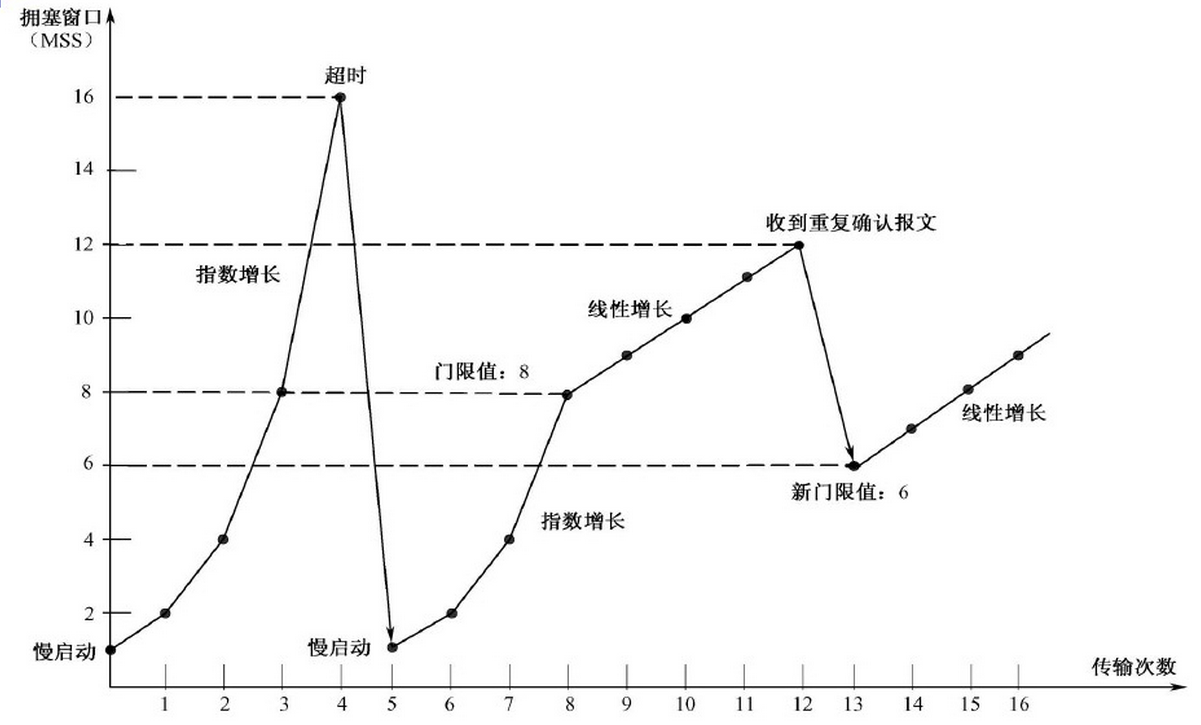 拥塞窗口
（MSS）
超时
16
14
收到重复确认报文
12
指数增长
线性增长
10
门限值：8
8
线性增长
6
新门限值：6
指数增长
4
2
慢启动
慢启动
传输次数
1 2 3 4 5 6 7 8 9 10 11 12 13 14 15 16